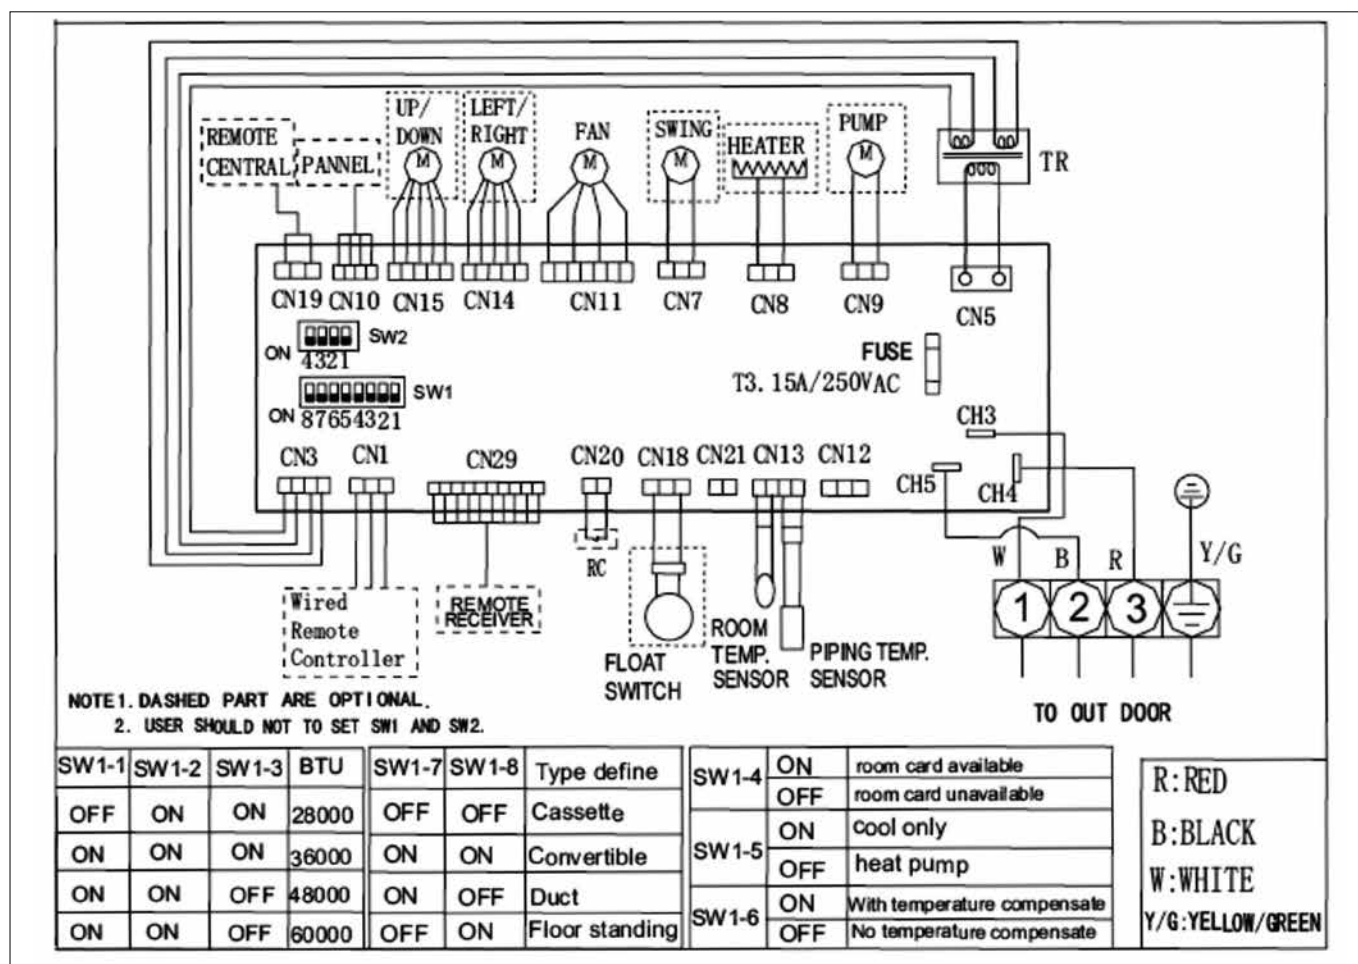 UP/
DOWN
LEFT/
RIGHT
FAN
SWING
HEATER
PUMP
TR
REMOTE
CENTRAL
PANNEL
M
M
M
M
M
CN19
CN10
CN15
CN14
CN11
CN7
CN8
CN9
CN5
SW2
ON
4321
SW1
ON
87654321
FUSE
T3.15A/250VAC
CH3
CH5
CH4
CN3
CN1
CN29
CN20
CN18
CN21
CN13
CN12
RC
W
B
R
Y/G
1
2
3
Wired
Remote
Controller
REMOTE
RECEIVER
FLOAT
SWITCH
ROOM
TEMP.
SENSOR
PIPING TEMP.
SENSOR
TO OUT DOOR
NOTE1.DASHED PART ARE OPTIONAL.
2. USER SHOULD NOT TO SET SW1 AND SW2.
SW1-1 SW1-2 SW1-3 BTU
OFF ON ON 28000
ON ON ON 36000
ON ON OFF 48000
ON ON OFF 60000
SW1-7 SW1-8 Type define
OFF OFF Cassette
ON ON Convertible
ON OFF Duct
OFF ON Floor standing
SW1-4
ON room card available
OFF room card unavailable
SW1-5
ON cool only
OFF heat pump
SW1-6
ON With temperature compensate
OFF No temperature compensate
R:RED
B:BLACK
W:WHITE
Y/G:YELLOW/GREEN